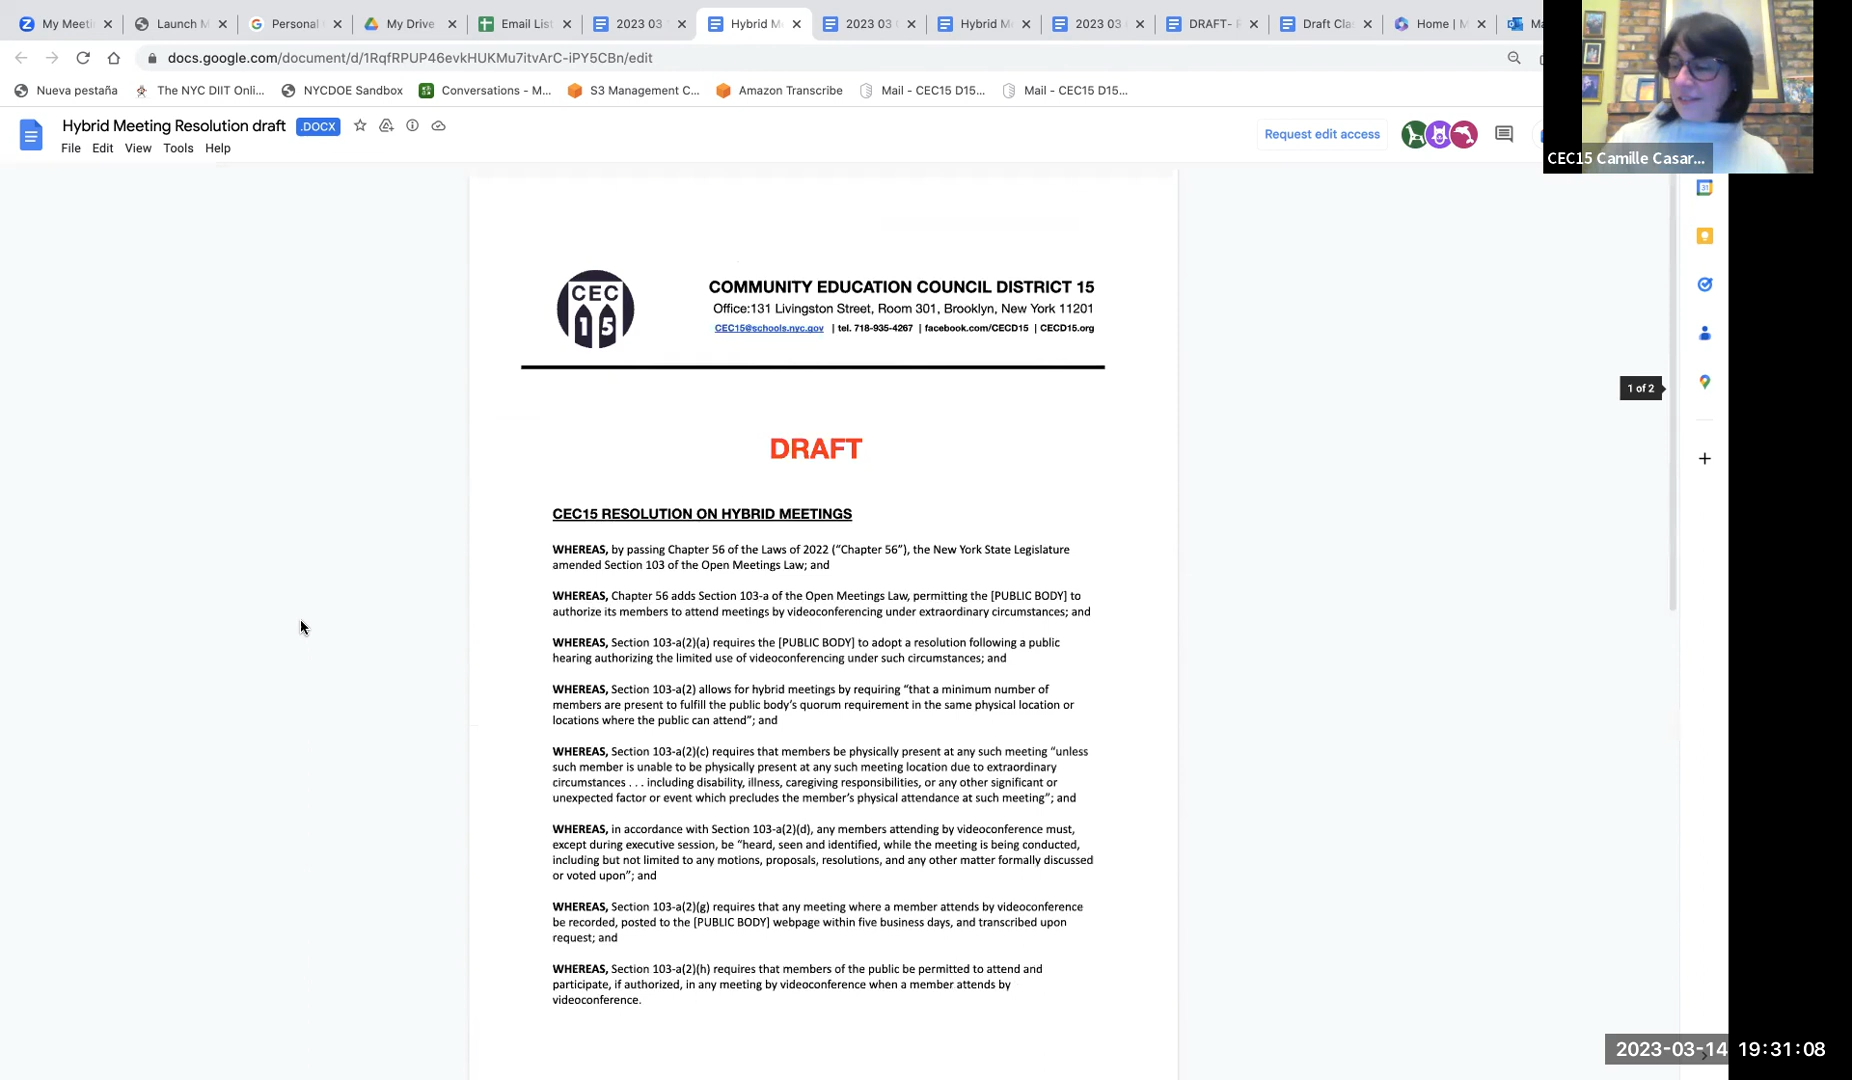 My Meeti
Launch M
Personal
My Drive
Email List
2023 03
Hybrid M
2023 03
Hybrid Me
2023 03
DRAFT-
Draft Cla
Home | M
docs.google.com/document/d/1RqfRPUP46evkHUKMu7itvArC-iPY5CBn/edit
Nueva pestaña
The NYC DIIT Onli...
NYCDOE Sandbox
Conversations - M...
S3 Management C...
Amazon Transcribe
Mail - CEC15 D15...
Mail - CEC15 D15...
Hybrid Meeting Resolution draft .DOCX
File Edit View Tools Help
Request edit access
CEC15 Camille Casar...
CEC
15
COMMUNITY EDUCATION COUNCIL DISTRICT 15
Office:131 Livingston Street, Room 301, Brooklyn, New York 11201
CEC15@schools.nyc.gov | tel. 718-935-4267 | facebook.com/CECD15 | CECD15.org
1 of 2
DRAFT
CEC15 RESOLUTION ON HYBRID MEETINGS
WHEREAS, by passing Chapter 56 of the Laws of 2022 (“Chapter 56”), the New York State Legislature
amended Section 103 of the Open Meetings Law; and
WHEREAS, Chapter 56 adds Section 103-a of the Open Meetings Law, permitting the [PUBLIC BODY] to
authorize its members to attend meetings by videoconferencing under extraordinary circumstances; and
WHEREAS, Section 103-a(2)(a) requires the [PUBLIC BODY] to adopt a resolution following a public
hearing authorizing the limited use of videoconferencing under such circumstances; and
WHEREAS, Section 103-a(2) allows for hybrid meetings by requiring “that a minimum number of
members are present to fulfill the public body’s quorum requirement in the same physical location or
locations where the public can attend”; and
WHEREAS, Section 103-a(2)(c) requires that members be physically present at any such meeting “unless
such member is unable to be physically present at any such meeting location due to extraordinary
circumstances . . . including disability, illness, caregiving responsibilities, or any other significant or
unexpected factor or event which precludes the member’s physical attendance at such meeting”; and
WHEREAS, in accordance with Section 103-a(2)(d), any members attending by videoconference must,
except during executive session, be “heard, seen and identified, while the meeting is being conducted,
including but not limited to any motions, proposals, resolutions, and any other matter formally discussed
or voted upon”; and
WHEREAS, Section 103-a(2)(g) requires that any meeting where a member attends by videoconference
be recorded, posted to the [PUBLIC BODY] webpage within five business days, and transcribed upon
request; and
WHEREAS, Section 103-a(2)(h) requires that members of the public be permitted to attend and
participate, if authorized, in any meeting by videoconference when a member attends by
videoconference.
2023-03-14 19:31:08